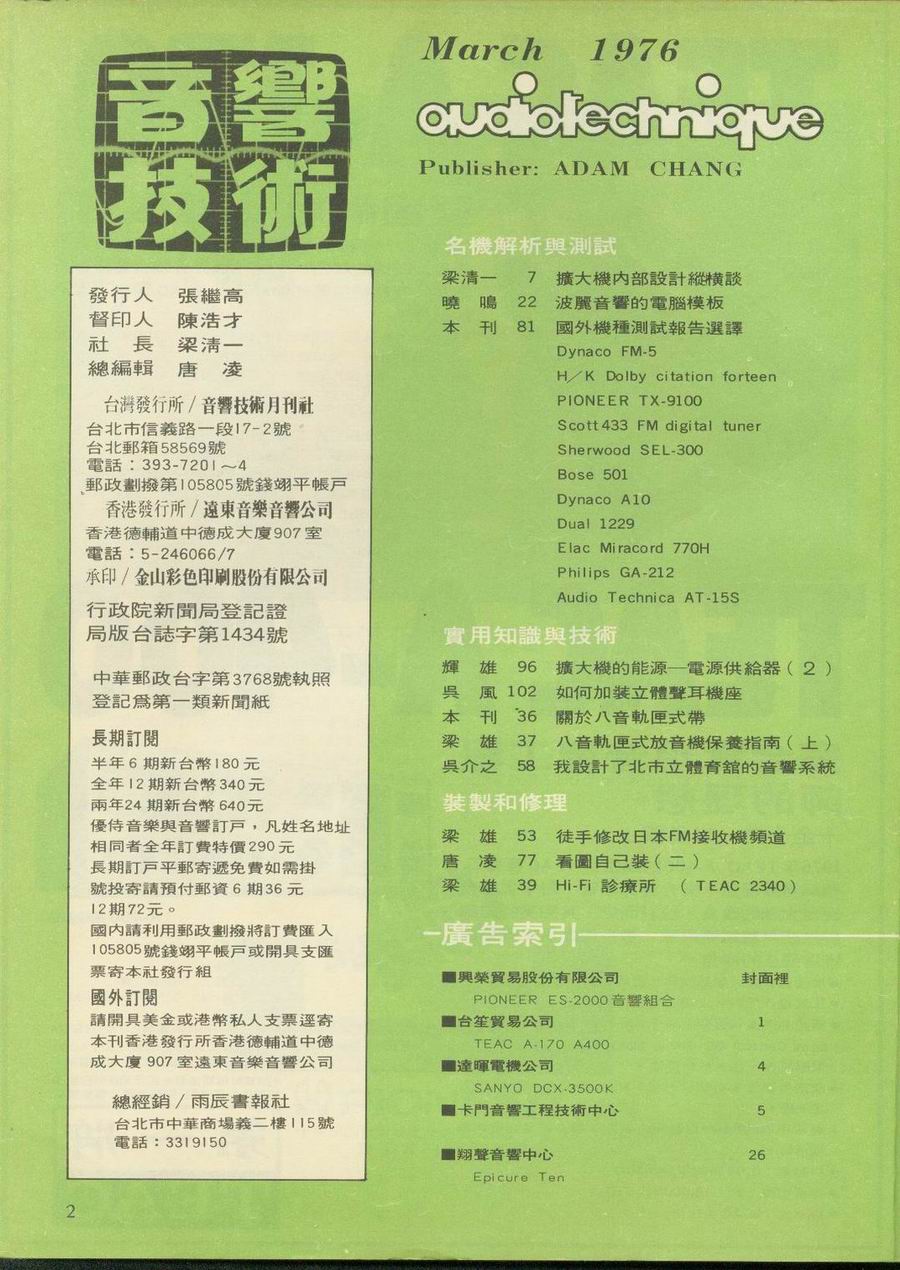 音響
技術
March 1976
audiotechnique
Publisher: ADAM CHANG
發行人 張繼高
督印人 陳浩才
社 長 梁淸一
總編輯 唐 凌
台灣發行所/音響技術月刊社
台北市信義路一段17-2號
台北郵箱58569號
電話:393-7201~4
郵政劃撥第105805號錢翊平帳戶
香港發行所/遠東音樂音響公司
香港德輔道中德成大廈907室
電話:5-246066/7
承印/金山彩色印刷股份有限公司
行政院新聞局登記證
局版台誌字第1434號
中華郵政台字第3768號執照
登記爲第一類新聞紙
長期訂閱
半年6期新台幣180元
全年12期新台幣340元
兩年24期新台幣640元
優待音樂與音響訂戶,凡姓名地址
相同者全年訂費特價290元
長期訂戶平郵寄遞免費如需掛
號投寄請預付郵資6期36元
12期72元。
國內請利用郵政劃撥將訂費匯入
105805號錢翊平帳戶或開具支匯
票寄本社發行組
國外訂閱
請開具美金或港幣私人支票逕寄
本刊香港發行所香港德輔道中德
成大廈907室遠東音樂音響公司
總經銷/雨辰書報社
台北市中華商場義二樓115號
電話:3319150
名機解析與測試
梁清一 7 擴大機內部設計縱橫談
曉 鳴 22 波麗音響的電腦模板
本 刊 81 國外機種測試報告選譯
Dynaco FM-5
H/K Dolby citation forteen
PIONEER TX-9100
Scott 433 FM digital tuner
Sherwood SEL-300
Bose 501
Dynaco A10
Dual 1229
Elac Miracord 770H
Philips GA-212
Audio Technica AT-15S
實用知識與技術
輝 雄 96 擴大機的能源—電源供給器(2)
吳 風 102 如何加裝立體聲耳機座
本 刊 36 關於八音軌匣式帶
梁 雄 37 八音軌匣式放音機保養指南(上)
吳介之 58 我設計了北市立體育舘的音響系統
裝製和修理
梁 雄 53 徒手修改日本FM接收機頻道
唐 凌 77 看圖自己裝(二)
梁 雄 39 Hi-Fi 診療所 (TEAC 2340)
廣告索引
■興榮貿易股份有限公司 封面裡
PIONEER ES-2000音響組合
■台笙貿易公司 1
TEAC A-170 A400
■達暉電機公司 4
SANYO DCX-3500K
■卡門音響工程技術中心 5
■翔聲音響中心 26
Epicure Ten
2